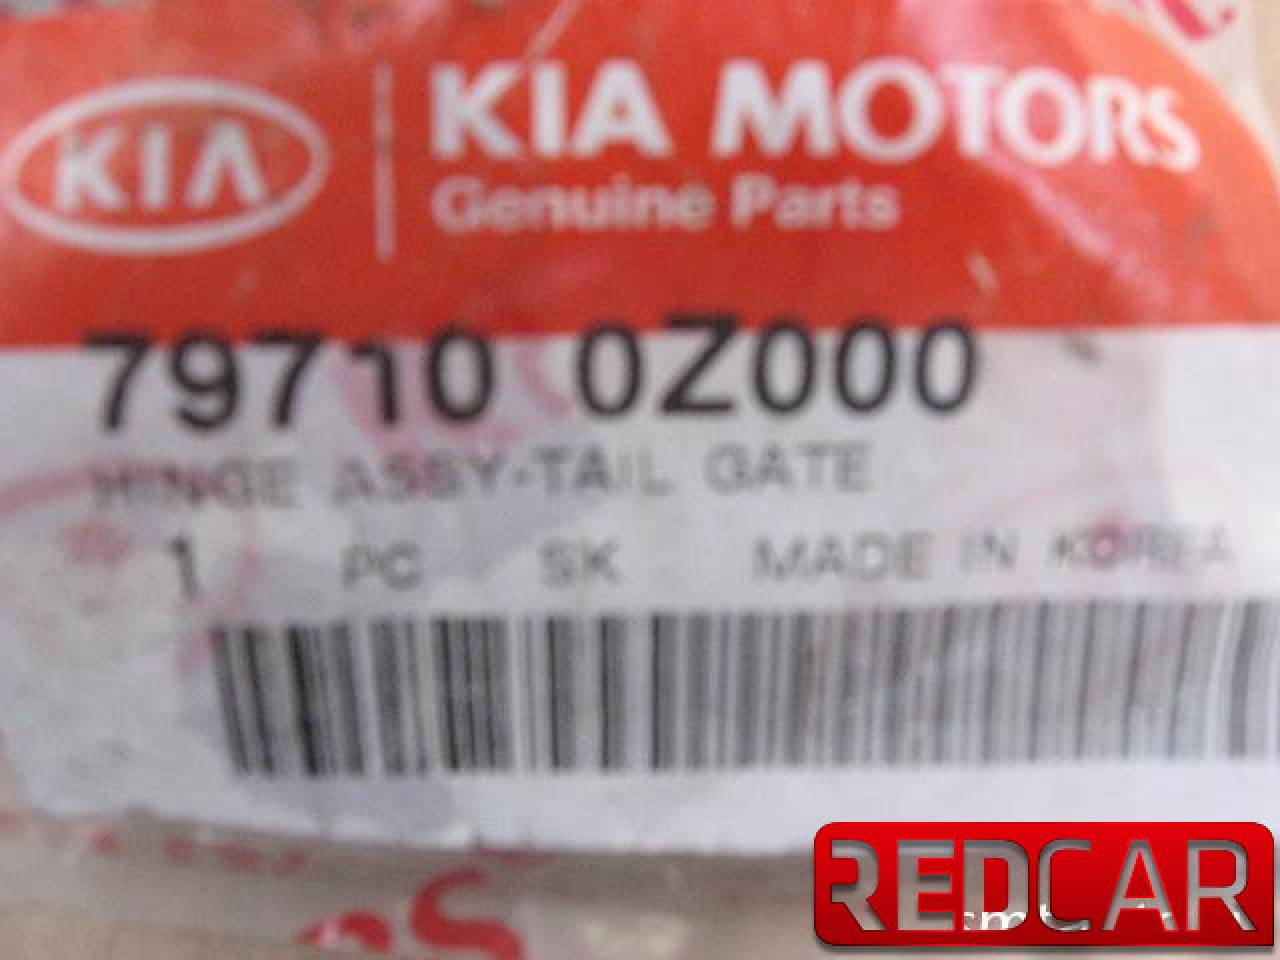 KIA
KIA MOTORS
Genuine Parts
79710 0Z000
HINGE ASSY-TAIL GATE
1 PC SK MADE IN KOREA
REDCAR